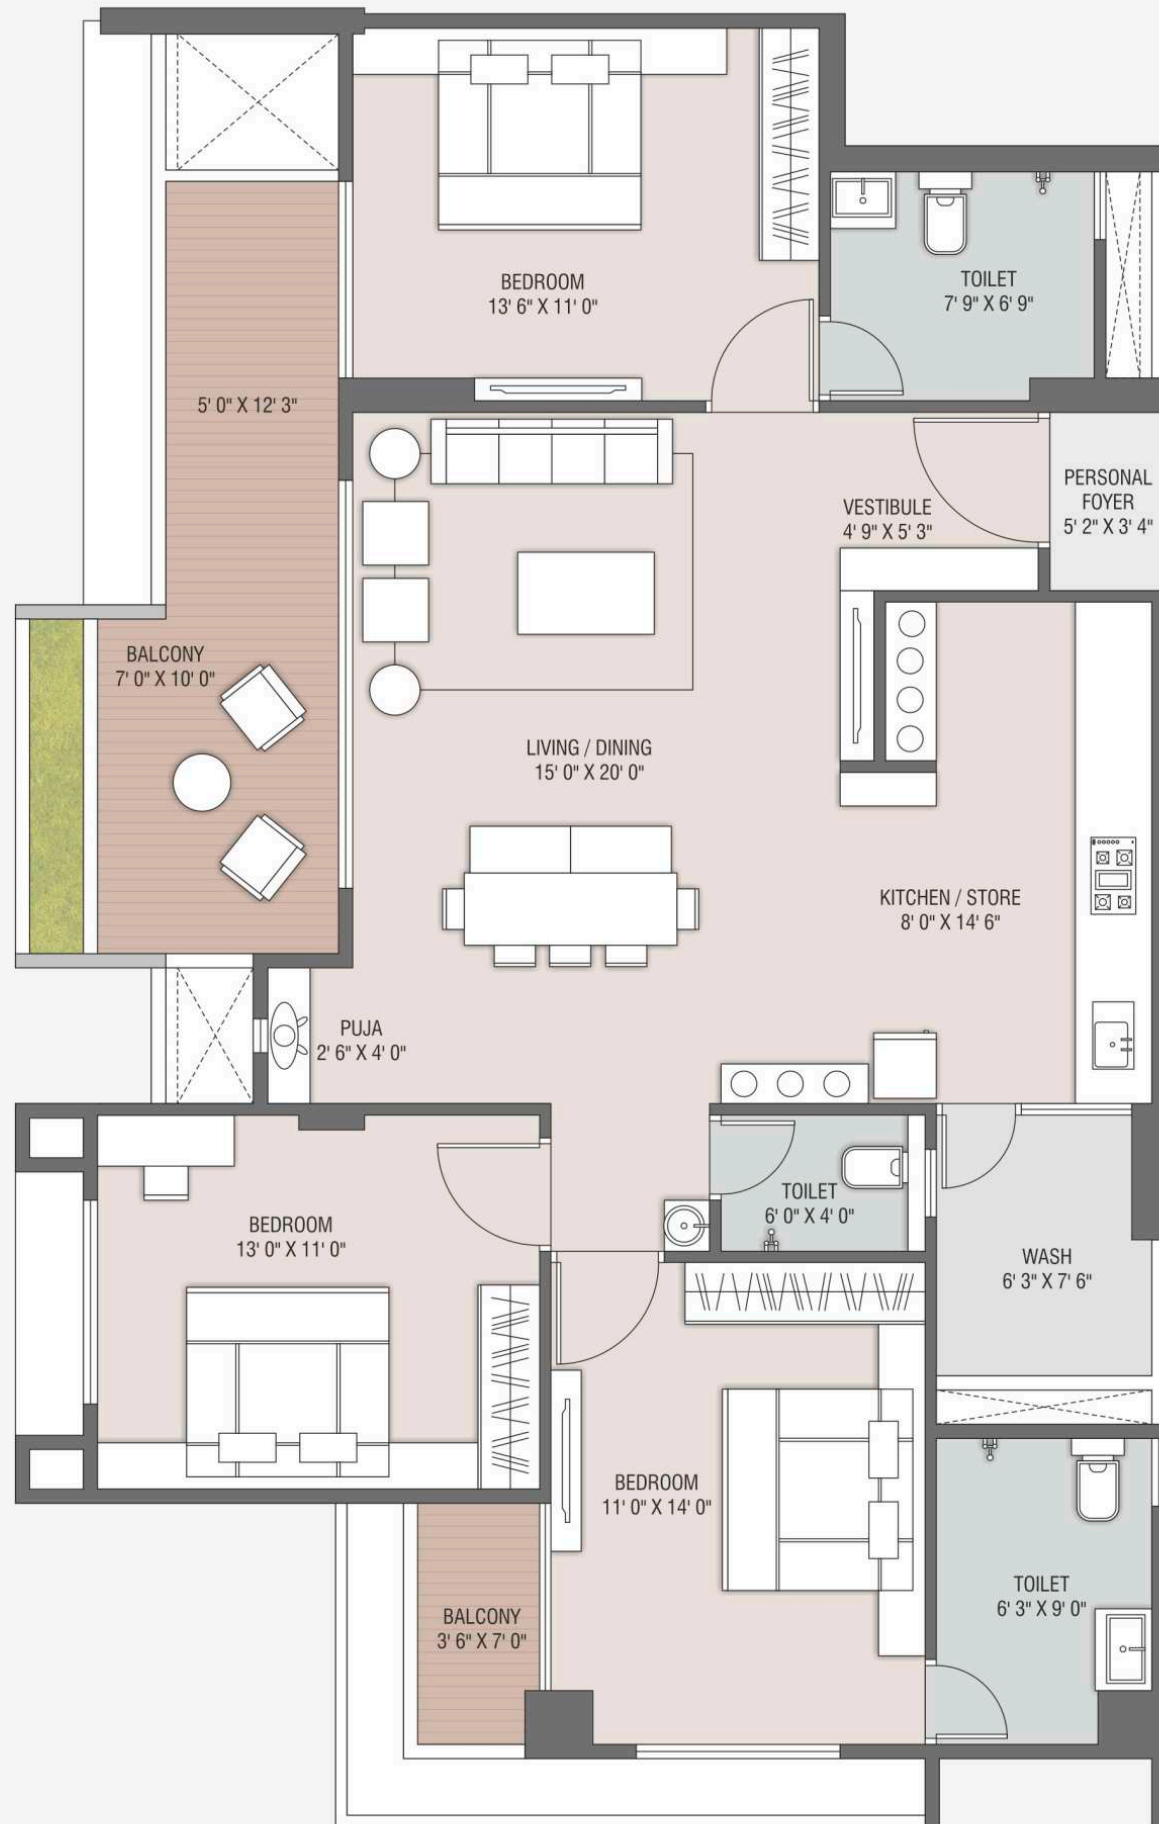 BEDROOM
13' 6" X 11' 0"
TOILET
7' 9" X 6' 9"
5' 0" X 12' 3"
PERSONAL
FOYER
5' 2" X 3' 4"
VESTIBULE
4' 9" X 5' 3"
BALCONY
7' 0" X 10' 0"
LIVING / DINING
15' 0" X 20' 0"
KITCHEN / STORE
8' 0" X 14' 6"
PUJA
2' 6" X 4' 0"
TOILET
6' 0" X 4' 0"
BEDROOM
13' 0" X 11' 0"
WASH
6' 3" X 7' 6"
BEDROOM
11' 0" X 14' 0"
TOILET
6' 3" X 9' 0"
BALCONY
3' 6" X 7' 0"